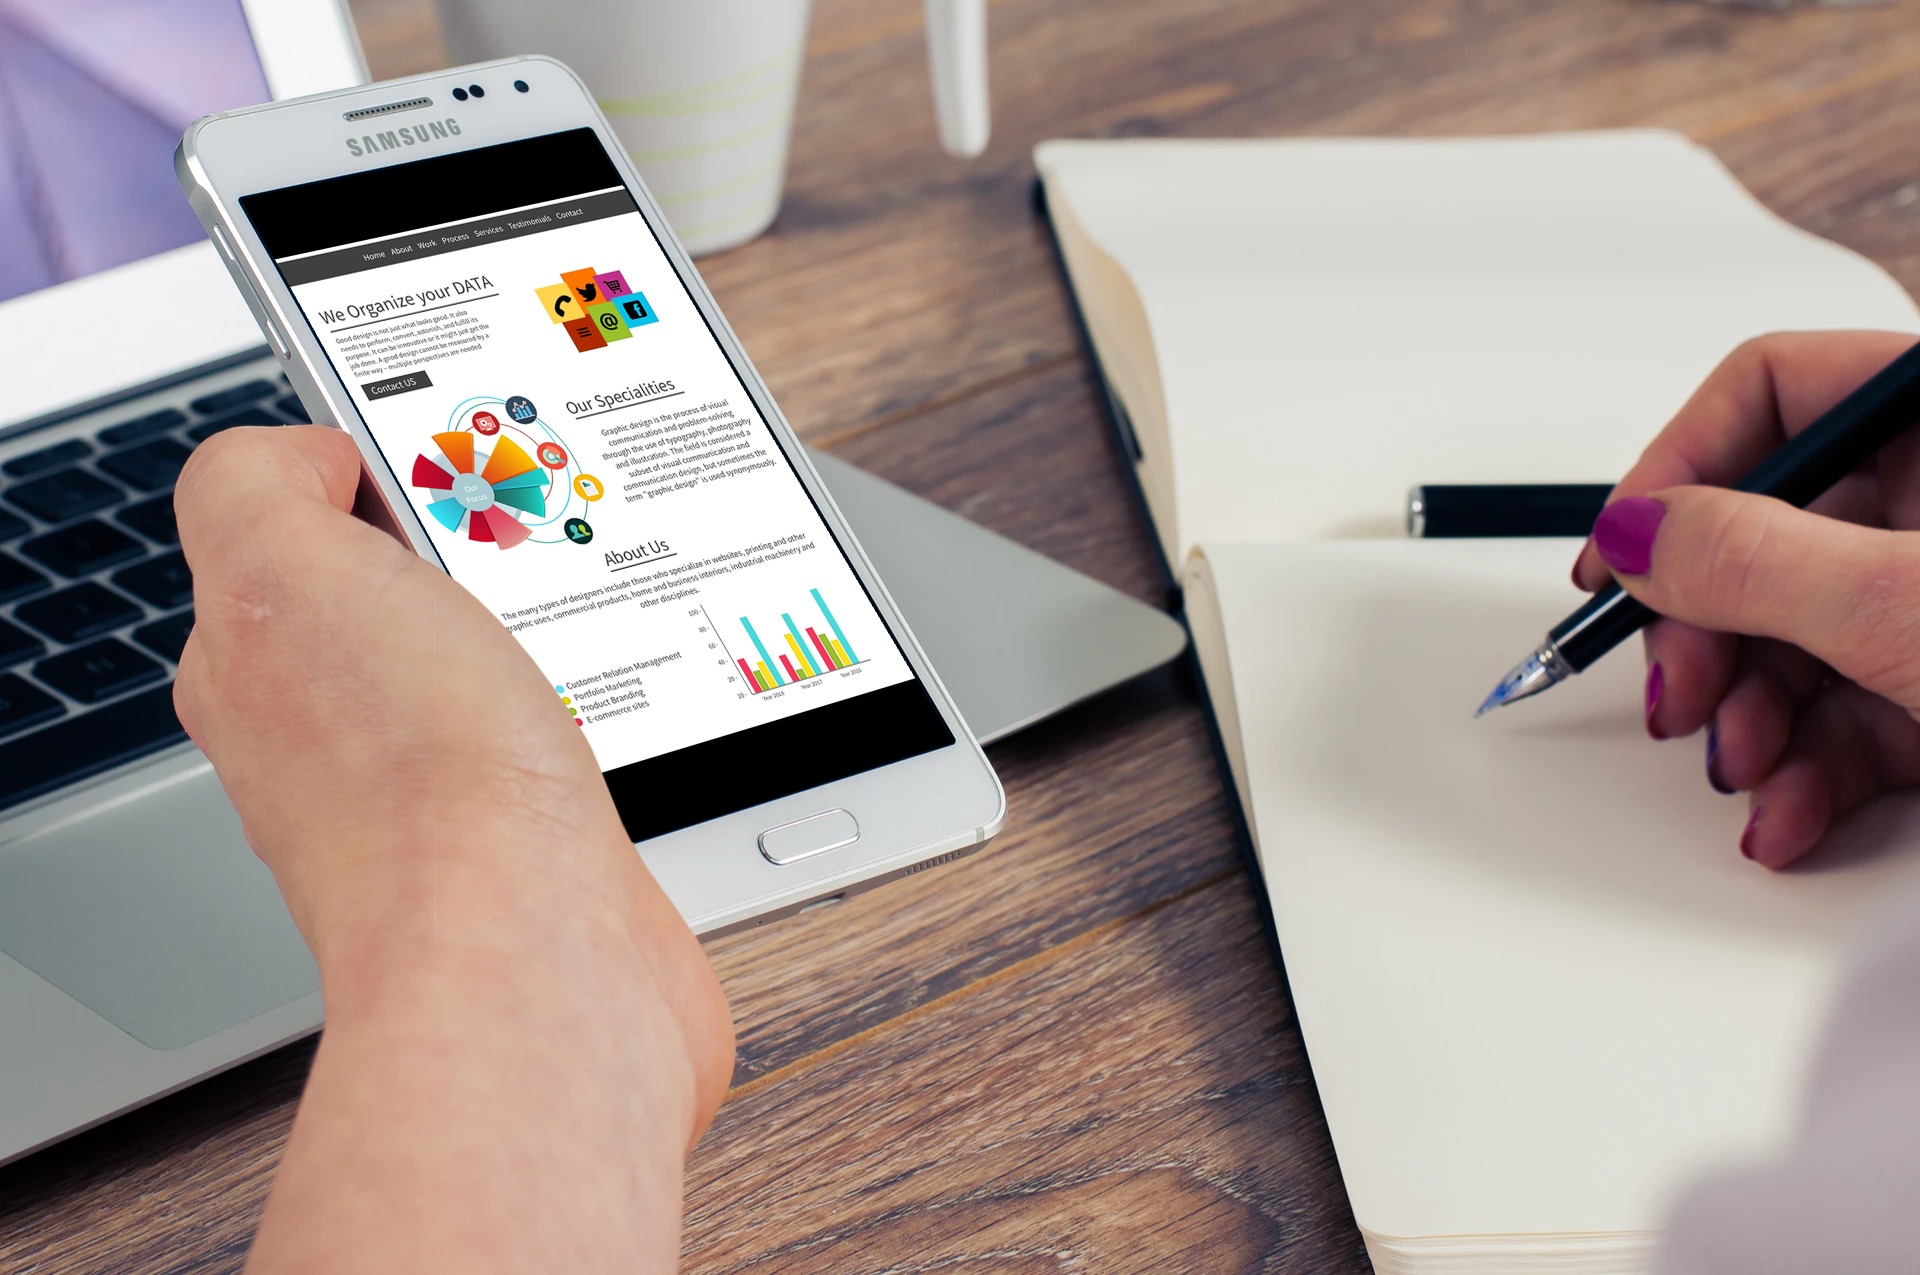 SAMSUNG
Home About Work Process Services Testimonials Contact
We Organize your DATA
Good design is not just what looks good. It also
needs to perform, convert, astonish, and fulfill its
purpose. It can be innovative or it might just get the
job done. A good design cannot be measured by a
finite way – multiple perspectives are needed
Contact US
@
f
Our Specialities
Graphic design is the process of visual
communication and problem-solving
through the use of typography, photography
and illustration. The field is considered a
subset of visual communication and
communication design, but sometimes the
term " graphic design" is used synonymously.
Our
Focus
About Us
The many types of designers include those who specialize in websites, printing and other
graphic uses, commercial products, home and business interiors, industrial machinery and
other disciplines.
Customer Relation Management
Portfolio Marketing
Product Branding
E-commerce sites
100
80
60
40
20
10
Year 2018
Year 2017
Year 2016